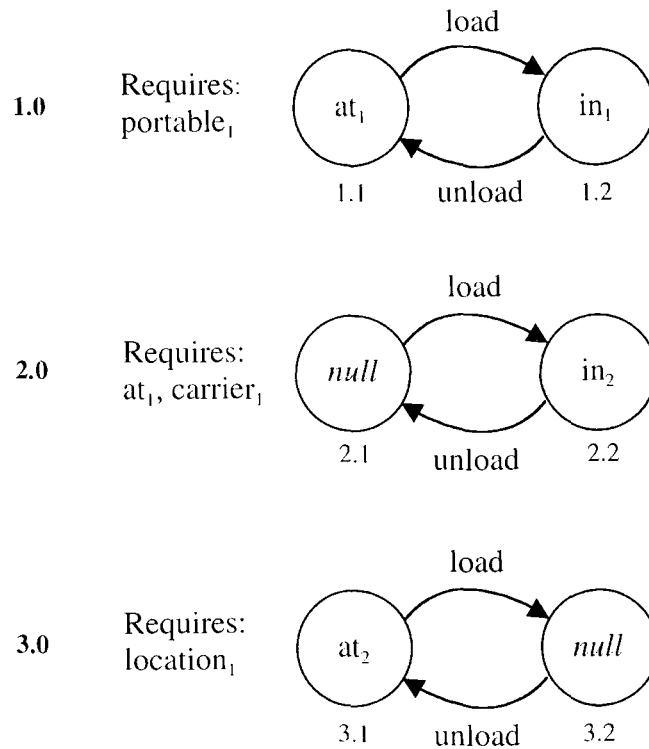 load
1.0 Requires: portable₁ at₁ in₁
1.1 unload 1.2
load
2.0 Requires: at₁, carrier₁ null in₂
2.1 unload 2.2
load
3.0 Requires: location₁ at₂ null
3.1 unload 3.2